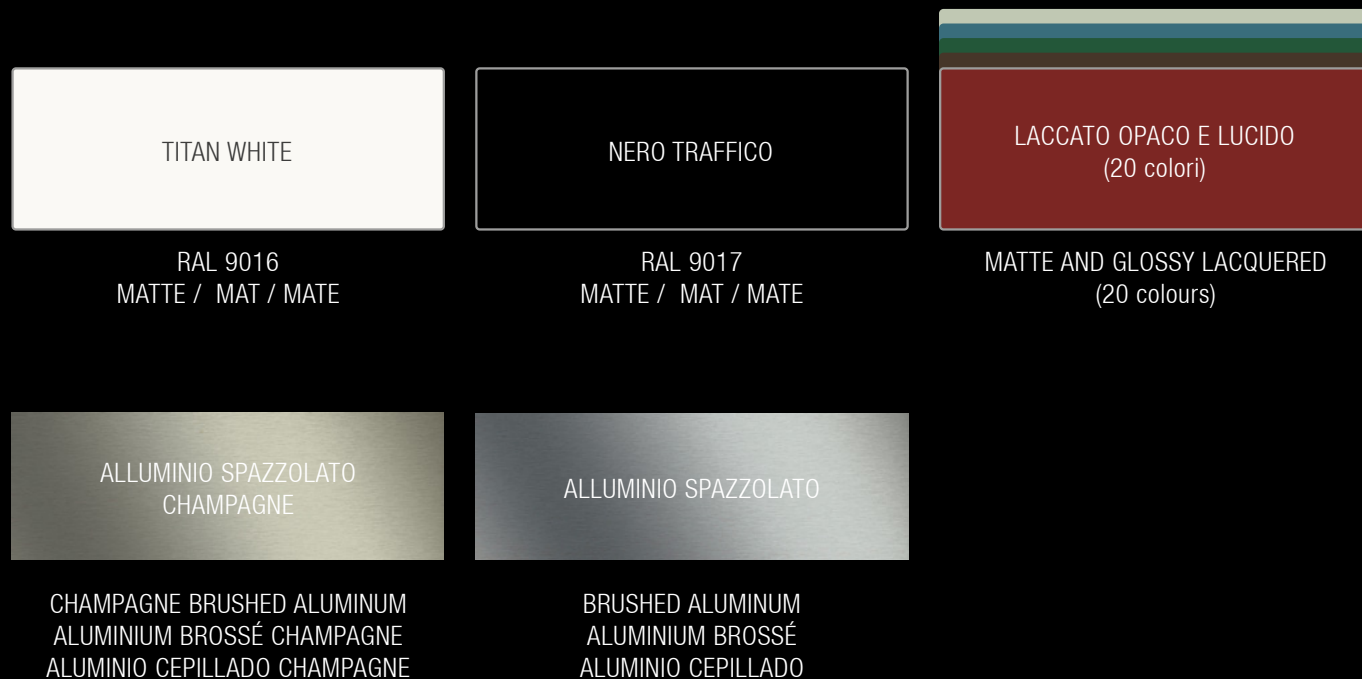 TITAN WHITE
RAL 9016
MATTE / MAT / MATE
NERO TRAFFICO
RAL 9017
MATTE / MAT / MATE
LACCATO OPACO E LUCIDO
(20 colori)
MATTE AND GLOSSY LACQUERED
(20 colours)
ALLUMINIO SPAZZOLATO
CHAMPAGNE
CHAMPAGNE BRUSHED ALUMINUM
ALUMINIUM BROSSÉ CHAMPAGNE
ALUMINIO CEPILLADO CHAMPAGNE
ALLUMINIO SPAZZOLATO
BRUSHED ALUMINUM
ALUMINIUM BROSSÉ
ALUMINIO CEPILLADO